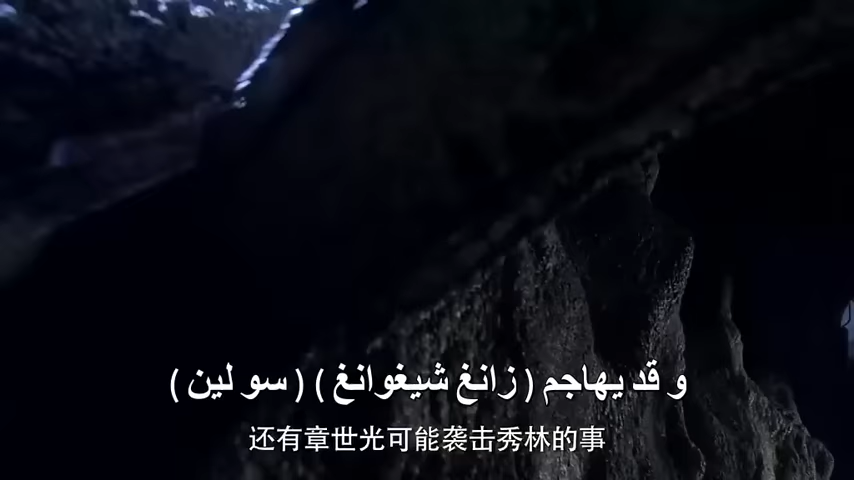 و قد يهاجم ( زانغ شيغوانغ ) ( سو لين )
还有章世光可能袭击秀林的事